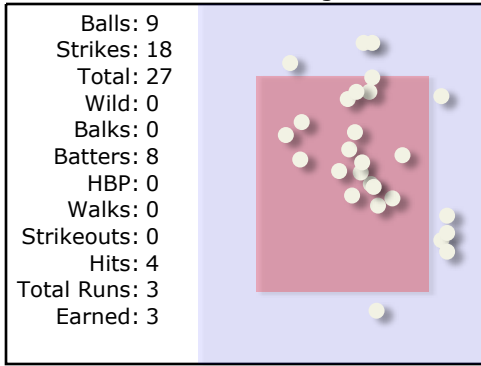 Balls: 9
Strikes: 18
Total: 27
Wild: 0
Balks: 0
Batters: 8
HBP: 0
Walks: 0
Strikeouts: 0
Hits: 4
Total Runs: 3
Earned: 3